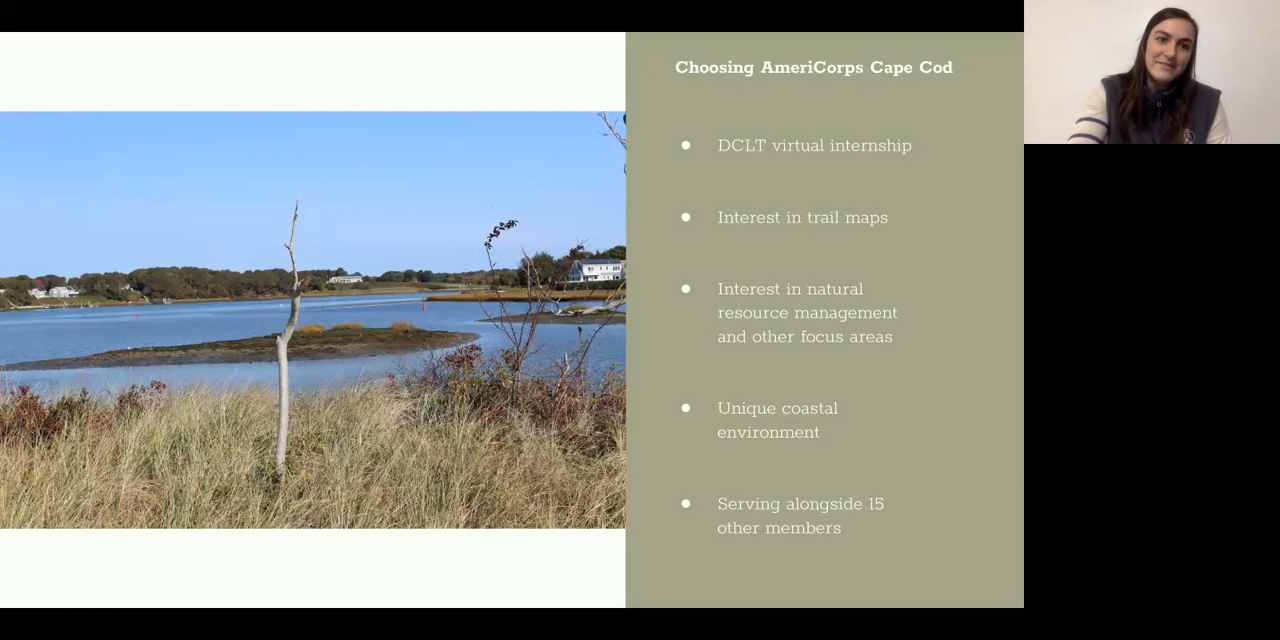 Choosing AmeriCorps Cape Cod
● DCLT virtual internship
● Interest in trail maps
● Interest in natural
resource management
and other focus areas
● Unique coastal
environment
● Serving alongside 15
other members